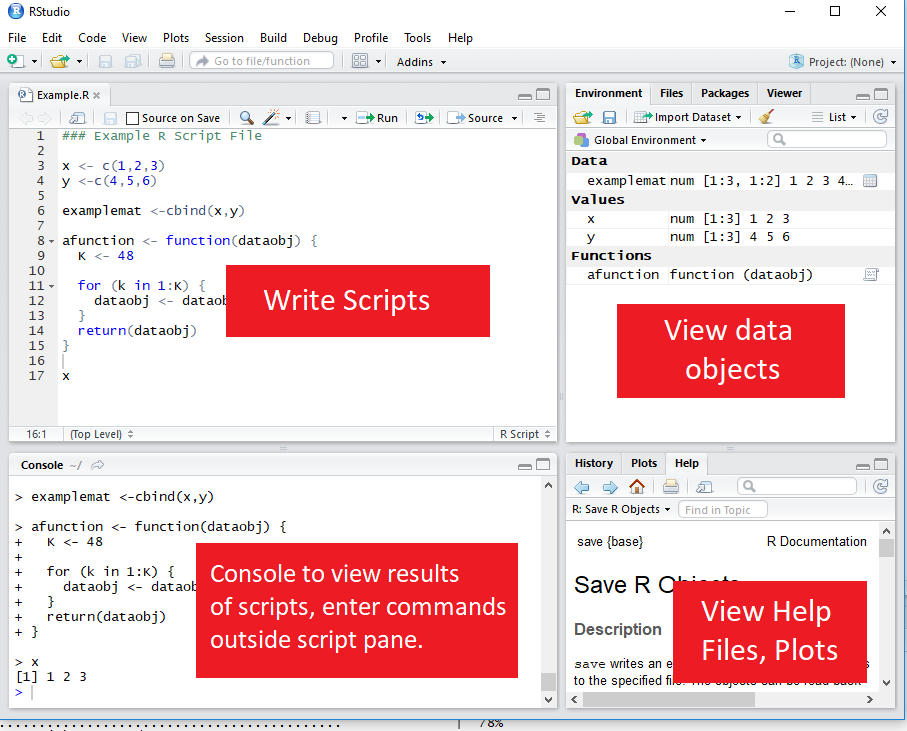 RStudio
File Edit Code View Plots Session Build Debug Profile Tools Help
Go to file/function Addins Project: (None)
Example.R
Source on Save Run Source
1 ### Example R Script File
2
3 x <- c(1,2,3)
4 y <-c(4,5,6)
5
6 examplemat <-cbind(x,y)
7
8 afunction <- function(dataobj) {
9 K <- 48
10
11 for (k in 1:K) {
12 dataobj <-
13 }
14 return(dataobj)
15 }
16
17 x
Write Scripts
16:1 (Top Level) R Script
Environment Files Packages Viewer
Import Dataset List
Global Environment
Data
examplemat num [1:3, 1:2] 1 2 3 4...
Values
x num [1:3] 1 2 3
y num [1:3] 4 5 6
Functions
afunction function (dataobj)
View data
objects
Console ~/
> examplemat <-cbind(x,y)
> afunction <- function(dataobj) {
+ K <- 48
+
+ for (k in 1:K) {
+ dataobj <-
+ }
+ return(dataobj)
+ }
> x
[1] 1 2 3
>
Console to view results
of scripts, enter commands
outside script pane.
History Plots Help
R: Save R Objects Find in Topic
save {base} R Documentation
Save R Objects
Description
save writes an
to the specified file. The objects can be read back
View Help
Files, Plots
78%